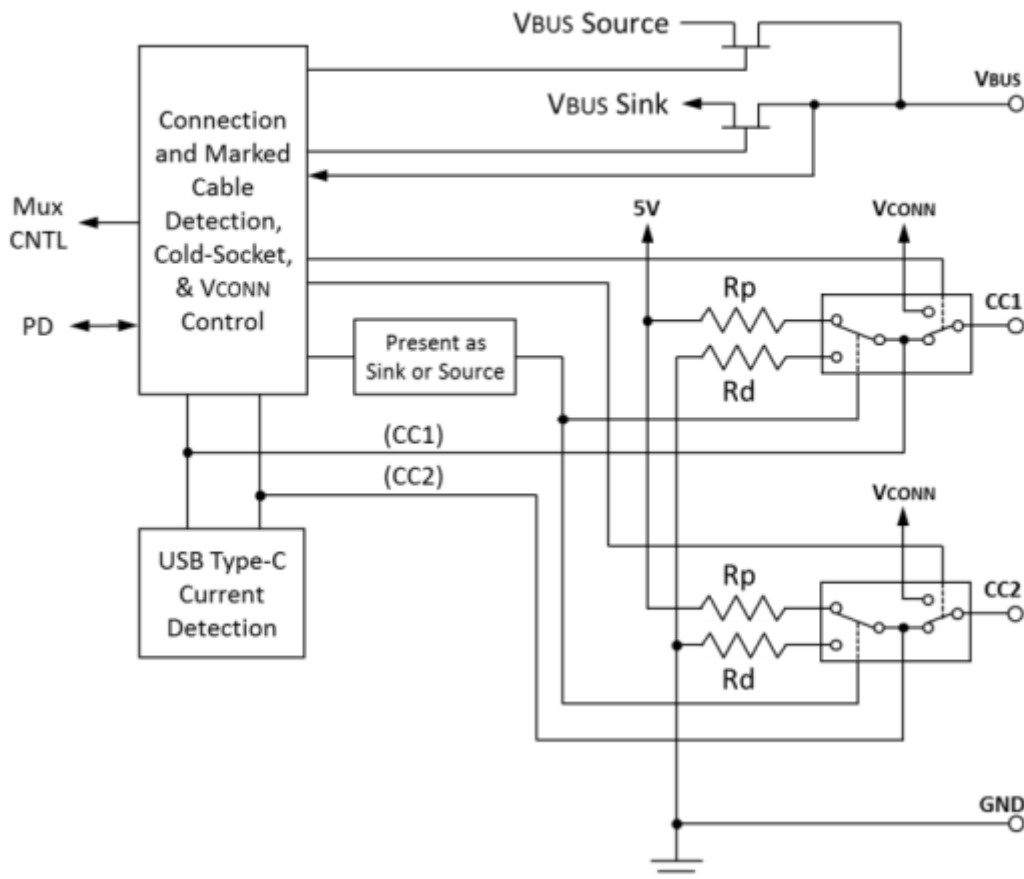 VBUS Source
VBUS
VBUS Sink
Connection
and Marked
Cable
Detection,
Cold-Socket,
& VCONN
Control
Mux
CNTL
PD
5V
VCONN
Rp
CC1
Rd
Present as
Sink or Source
(CC1)
(CC2)
VCONN
USB Type-C
Current
Detection
Rp
CC2
Rd
GND